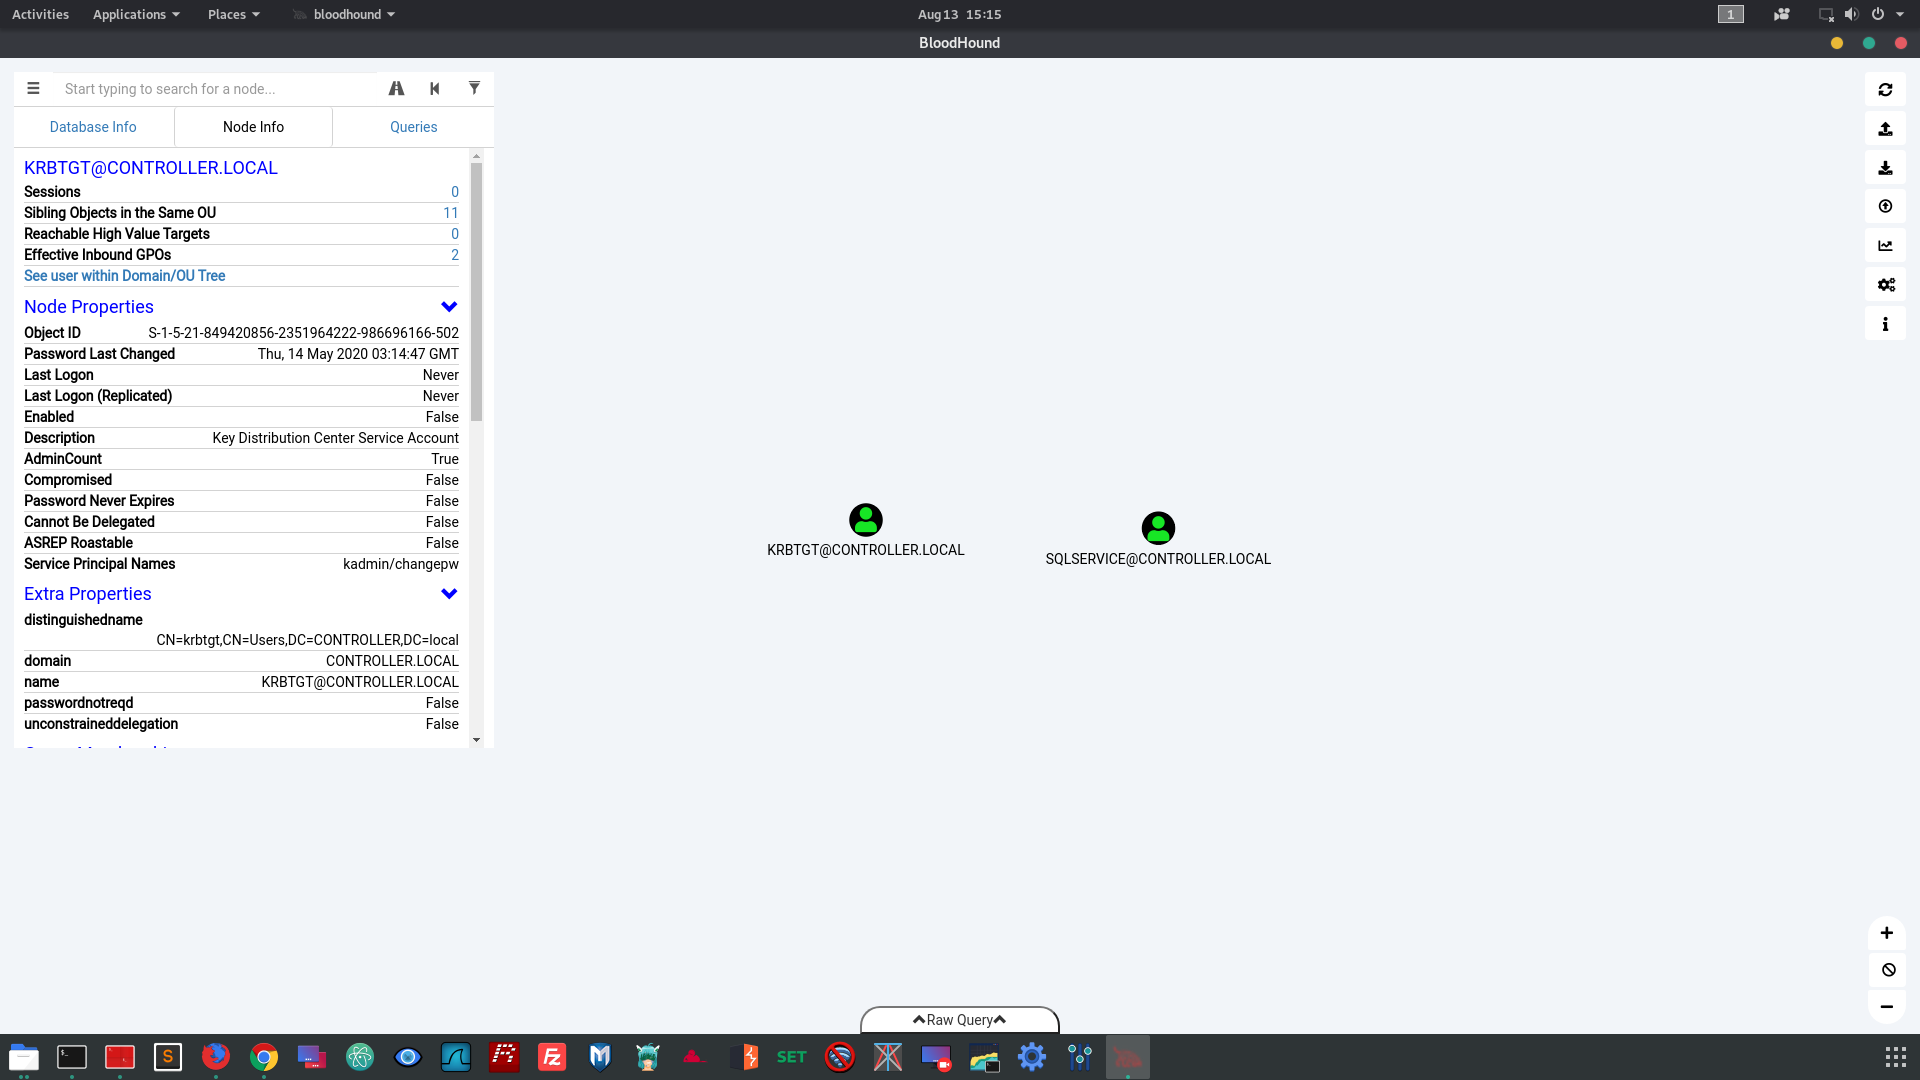 Activities Applications Places bloodhound Aug 13 15:15 1
BloodHound
Start typing to search for a node...
Database Info Node Info Queries
KRBTGT@CONTROLLER.LOCAL
Sessions 0
Sibling Objects in the Same OU 11
Reachable High Value Targets 0
Effective Inbound GPOs 2
See user within Domain/OU Tree
Node Properties
Object ID S-1-5-21-849420856-2351964222-986696166-502
Password Last Changed Thu, 14 May 2020 03:14:47 GMT
Last Logon Never
Last Logon (Replicated) Never
Enabled False
Description Key Distribution Center Service Account
AdminCount True
Compromised False
Password Never Expires False
Cannot Be Delegated False
ASREP Roastable False
Service Principal Names kadmin/changepw
Extra Properties
distinguishedname
CN=krbtgt,CN=Users,DC=CONTROLLER,DC=local
domain CONTROLLER.LOCAL
name KRBTGT@CONTROLLER.LOCAL
passwordnotreqd False
unconstraineddelegation False
KRBTGT@CONTROLLER.LOCAL
SQLSERVICE@CONTROLLER.LOCAL
Raw Query
S Fz SET